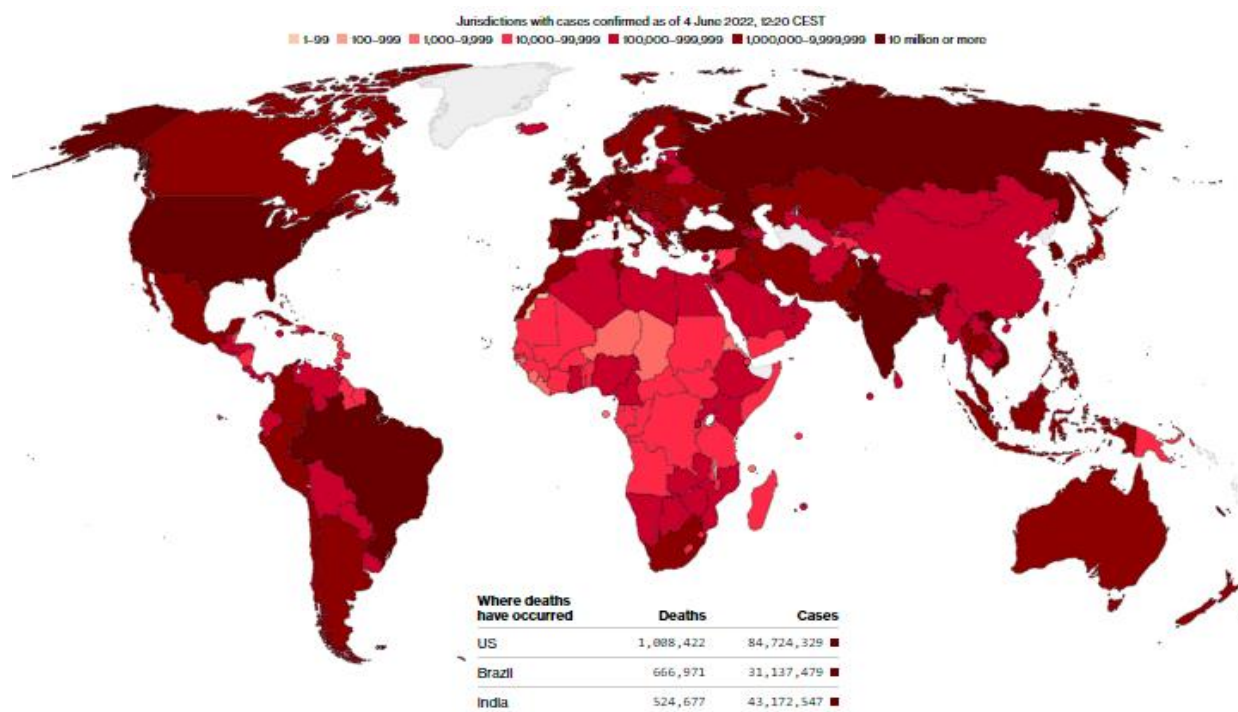 Jurisdictions with cases confirmed as of 4 June 2022, 12:20 CEST
1–99 100–999 1,000–9,999 10,000–99,999 100,000–999,999 1,000,000–9,999,999 10 million or more
Where deaths
have occurred Deaths Cases
US 1,008,422 84,724,329
Brazil 666,971 31,137,479
India 524,677 43,172,547